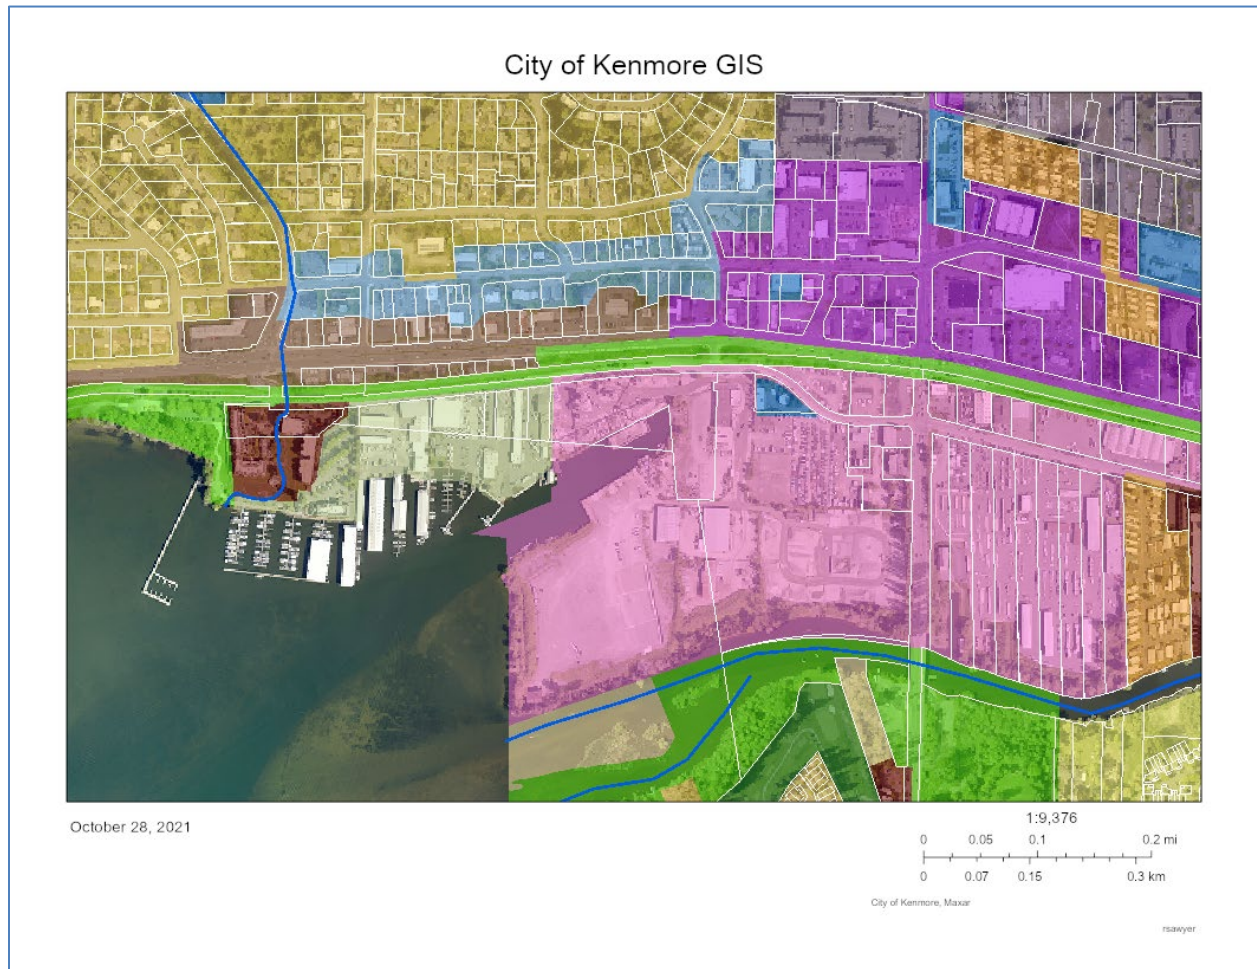 City of Kenmore GIS
October 28, 2021
1:9,376
0 0.05 0.1 0.2 mi
0 0.07 0.15 0.3 km
City of Kenmore, Maxar
rsawyer